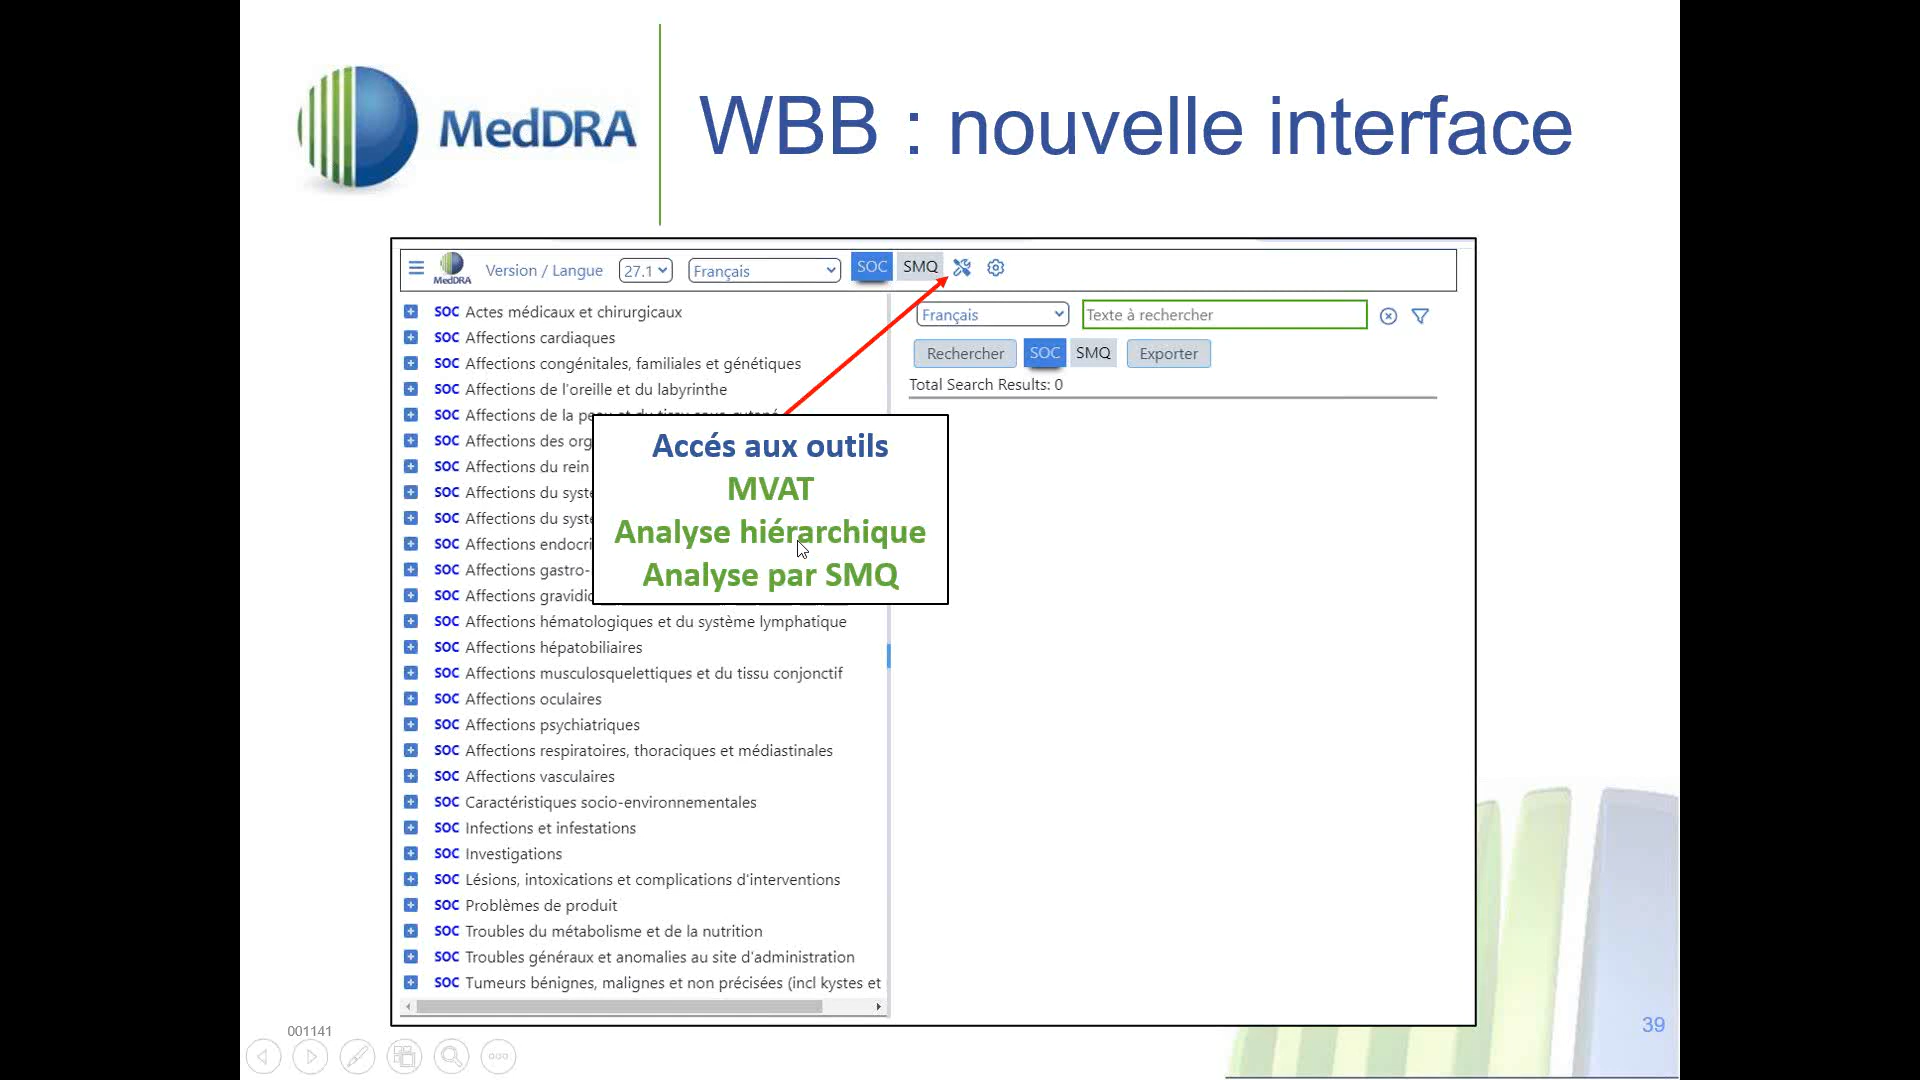 MedDRA
WBB : nouvelle interface
MedDRA
Version / Langue 27.1 Français SOC SMQ
SOC Actes médicaux et chirurgicaux
SOC Affections cardiaques
SOC Affections congénitales, familiales et génétiques
SOC Affections de l'oreille et du labyrinthe
SOC Affections de la
SOC Affections des
SOC Affections du rein
SOC Affections du
SOC Affections du
SOC Affections
SOC Affections gastro-
SOC Affections
SOC Affections hématologiques et du système lymphatique
SOC Affections hépatobiliaires
SOC Affections musculosquelettiques et du tissu conjonctif
SOC Affections oculaires
SOC Affections psychiatriques
SOC Affections respiratoires, thoraciques et médiastinales
SOC Affections vasculaires
SOC Caractéristiques socio-environnementales
SOC Infections et infestations
SOC Investigations
SOC Lésions, intoxications et complications d'interventions
SOC Problèmes de produit
SOC Troubles du métabolisme et de la nutrition
SOC Troubles généraux et anomalies au site d'administration
SOC Tumeurs bénignes, malignes et non précisées (incl kystes et
Français Texte à rechercher
Rechercher SOC SMQ Exporter
Total Search Results: 0
Accés aux outils
MVAT
Analyse hiérarchique
Analyse par SMQ
39
001141